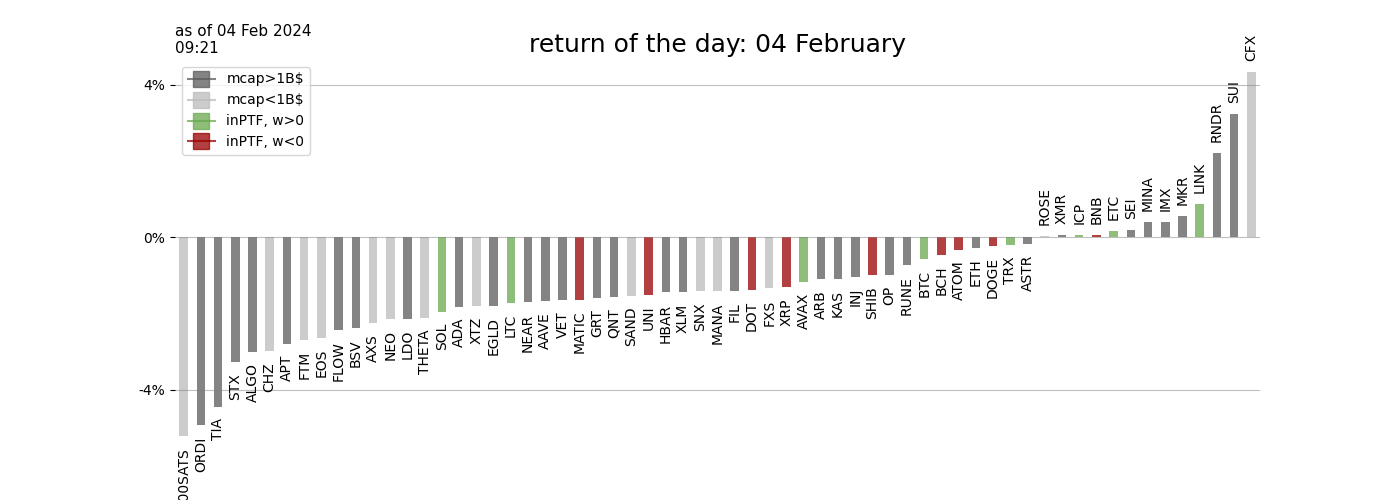 as of 04 Feb 2024
09:21
return of the day: 04 February
mcap>1B$
mcap<1B$
inPTF, w>0
inPTF, w<0
4%
0%
-4%
00SATS
ORDI
TIA
STX
ALGO
CHZ
APT
FTM
EOS
FLOW
BSV
AXS
NEO
LDO
THETA
SOL
ADA
XTZ
EGLD
LTC
NEAR
AAVE
VET
MATIC
GRT
QNT
SAND
UNI
HBAR
XLM
SNX
MANA
FIL
DOT
FXS
XRP
AVAX
ARB
KAS
INJ
SHIB
OP
RUNE
BTC
BCH
ATOM
ETH
DOGE
TRX
ASTR
ROSE
XMR
ICP
BNB
ETC
SEI
MINA
IMX
MKR
LINK
RNDR
SUI
CFX